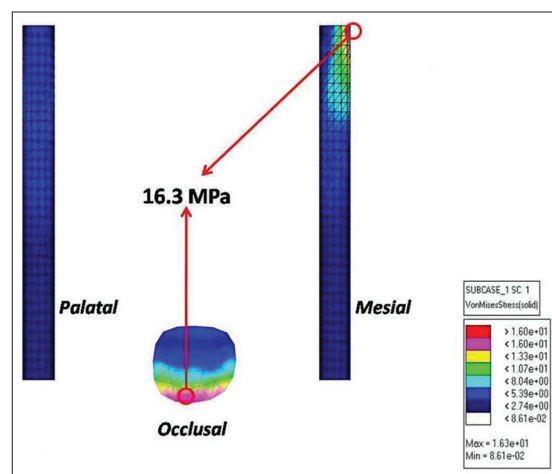 16.3 MPa
Palatal
Mesial
Occlusal
SUBCASE_1 SC 1
VonMisesStress(solid)
> 1.60e+01
< 1.60e+01
< 1.33e+01
< 1.07e+01
< 8.04e+00
< 5.39e+00
< 2.74e+00
< 8.61e-02
Max = 1.63e+01
Min = 8.61e-02